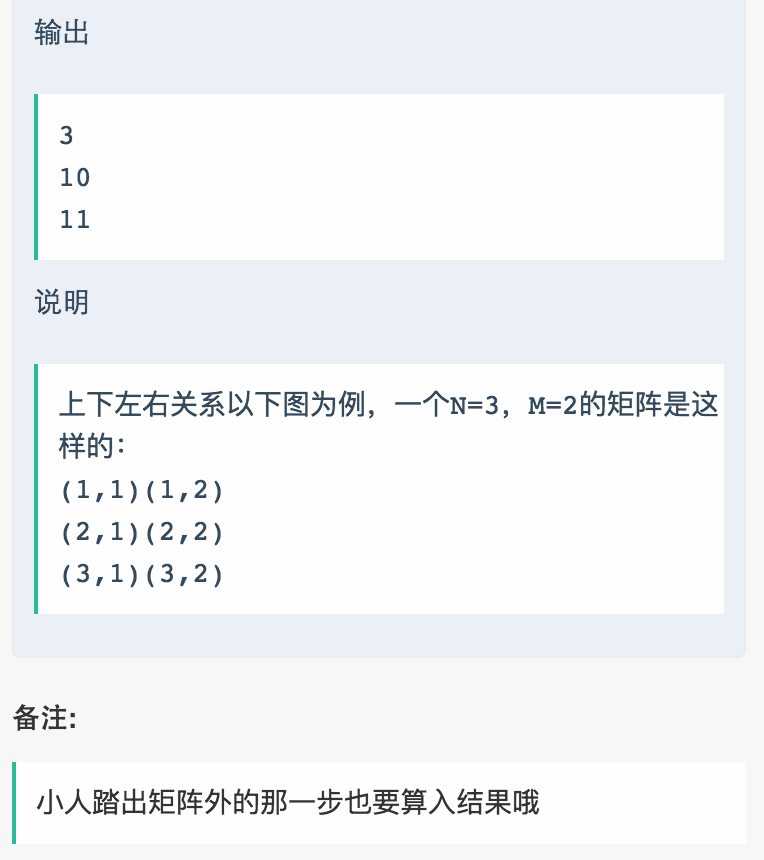 输出
3
10
11
说明
上下左右关系以下图为例，一个N=3，M=2的矩阵是这
样的：
(1,1)(1,2)
(2,1)(2,2)
(3,1)(3,2)
备注:
小人踏出矩阵外的那一步也要算入结果哦